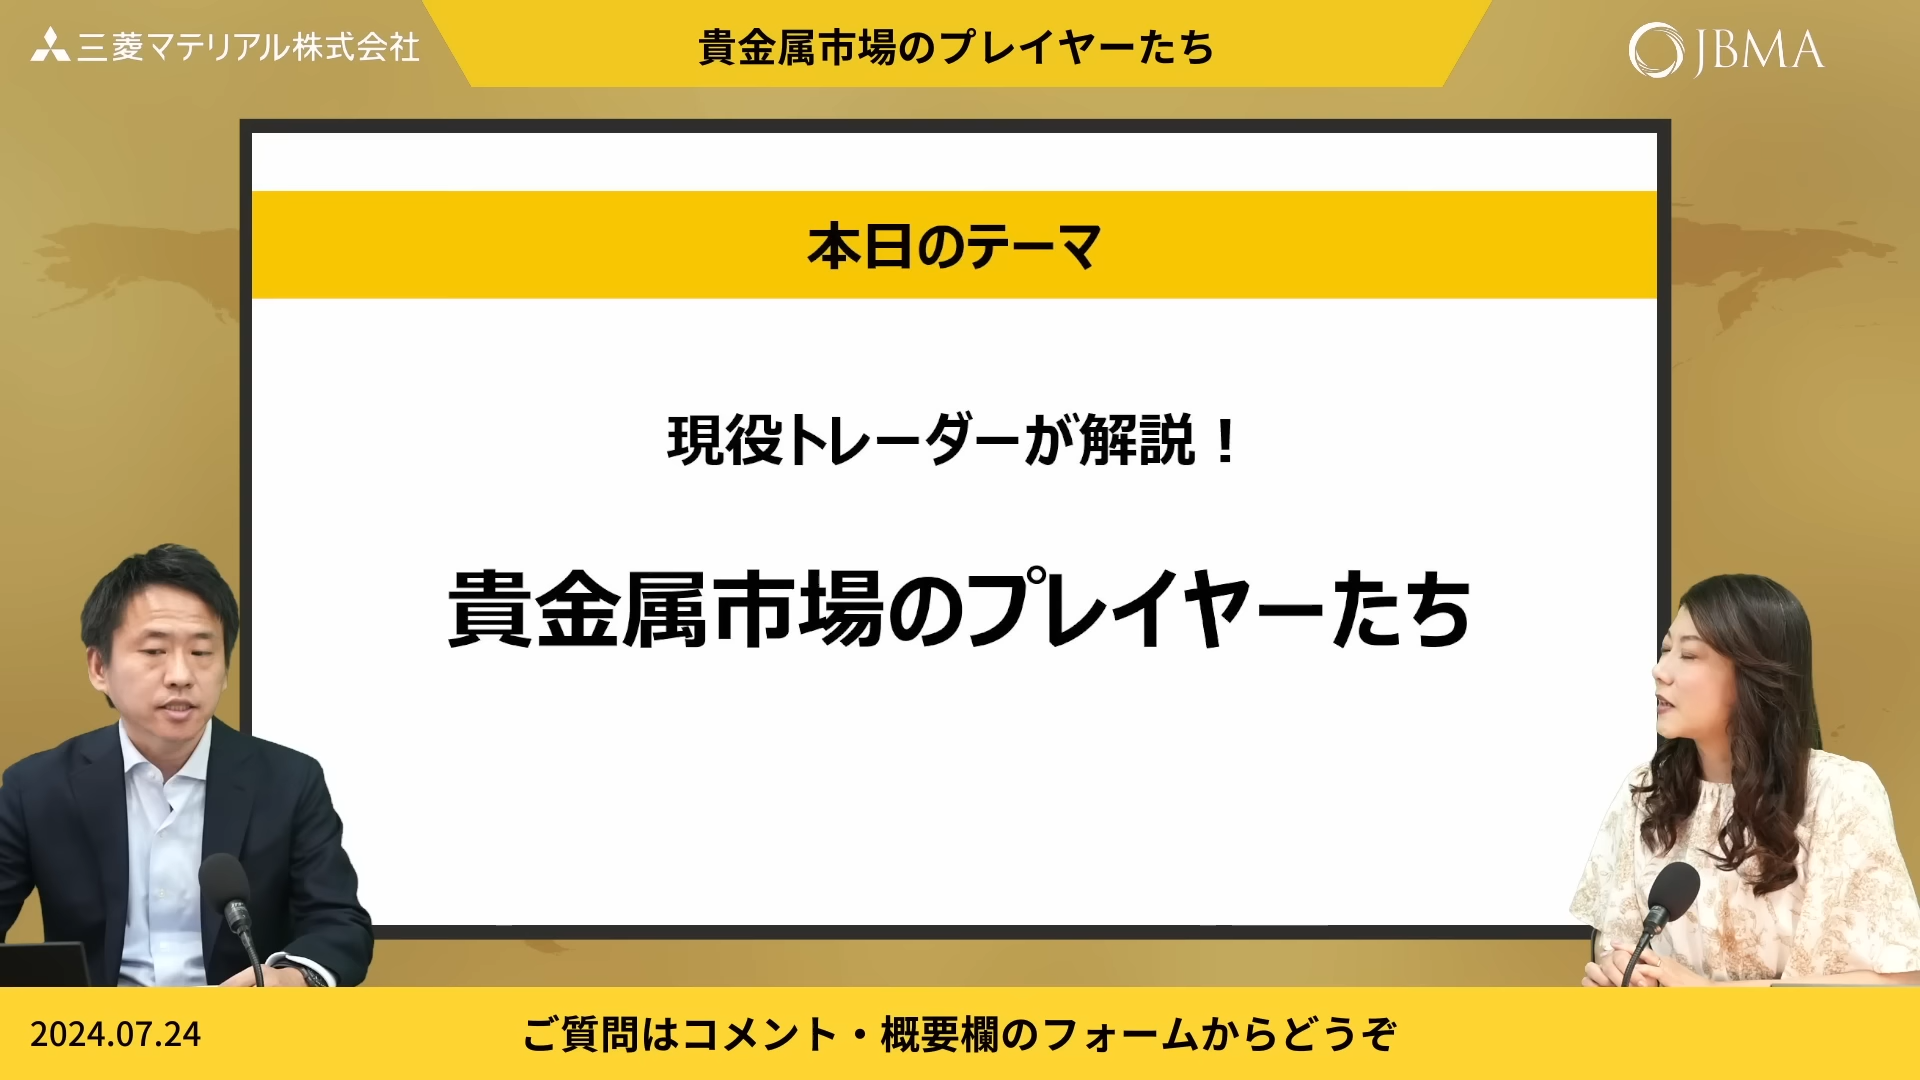 三菱マテリアル株式会社
貴金属市場のプレイヤーたち
JBMA
本日のテーマ
現役トレーダーが解説！
貴金属市場のプレイヤーたち
2024.07.24
ご質問はコメント・概要欄のフォームからどうぞ